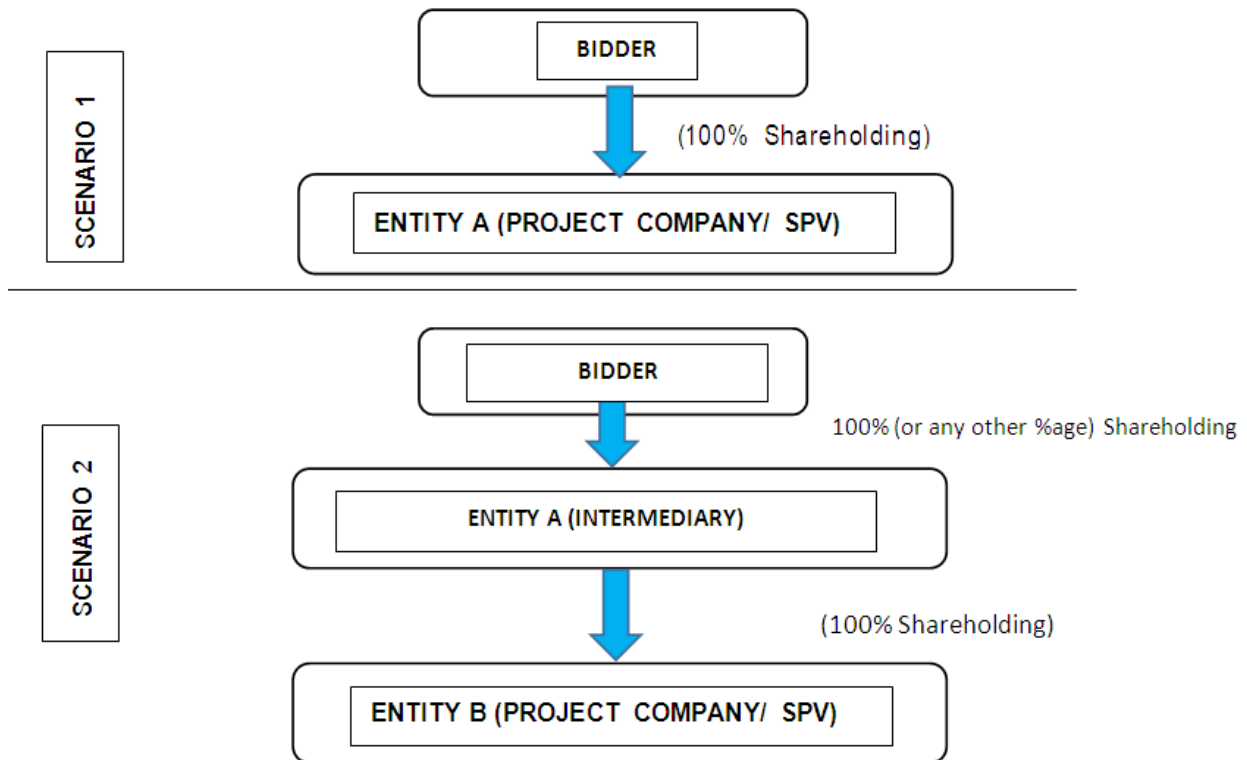 SCENARIO 1
BIDDER
(100% Shareholding)
ENTITY A (PROJECT COMPANY/ SPV)
SCENARIO 2
BIDDER
100% (or any other %age) Shareholding
ENTITY A (INTERMEDIARY)
(100% Shareholding)
ENTITY B (PROJECT COMPANY/ SPV)